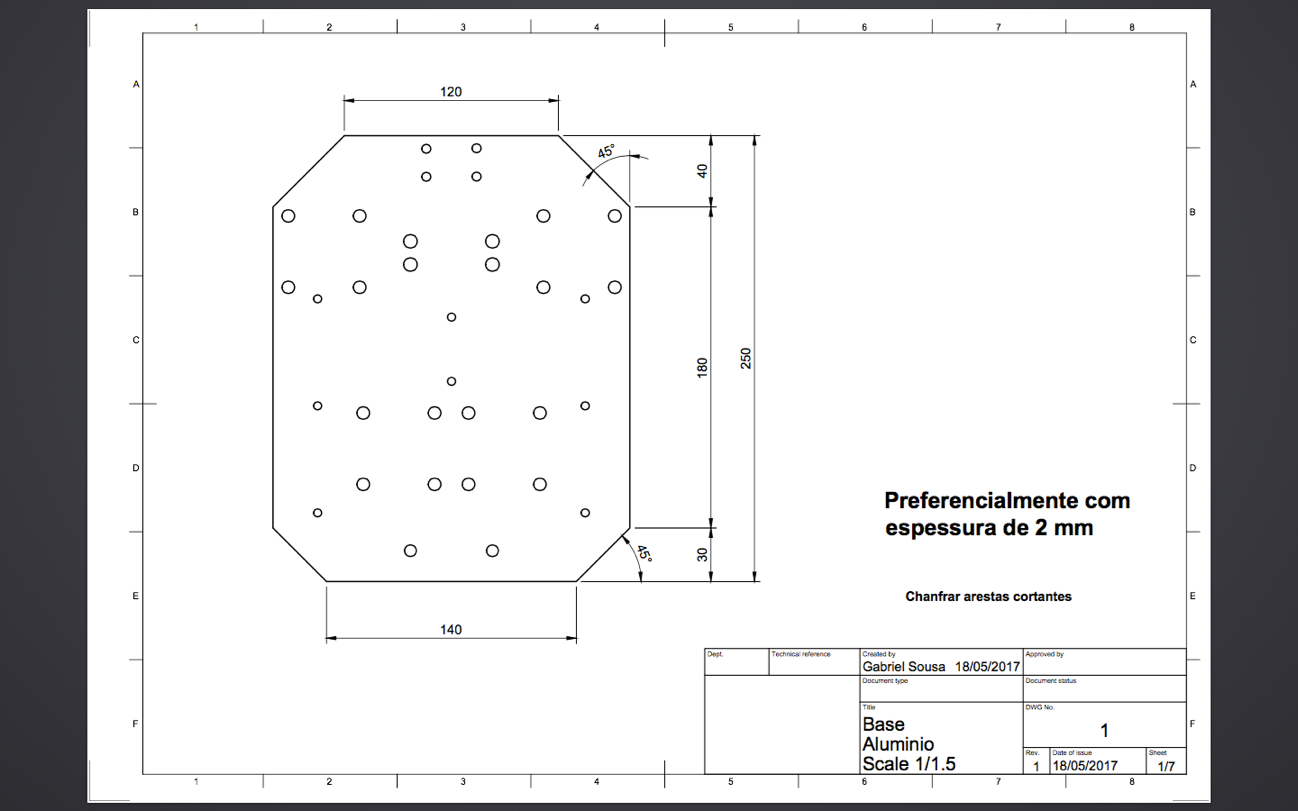 1 2 3 4 5 6 7 8
A A
120
45°
40
B B
C C
180
250
D D
Preferencialmente com
espessura de 2 mm
30
45°
E E
Chanfrar arestas cortantes
140
Dept. Technical reference Created by Approved by
Gabriel Sousa 18/05/2017
Document type Document status
Title DWG No.
F F
Base
1
Aluminio
Rev. Date of issue Sheet
Scale 1/1.5
1 18/05/2017 1/7
1 2 3 4 5 6 7 8